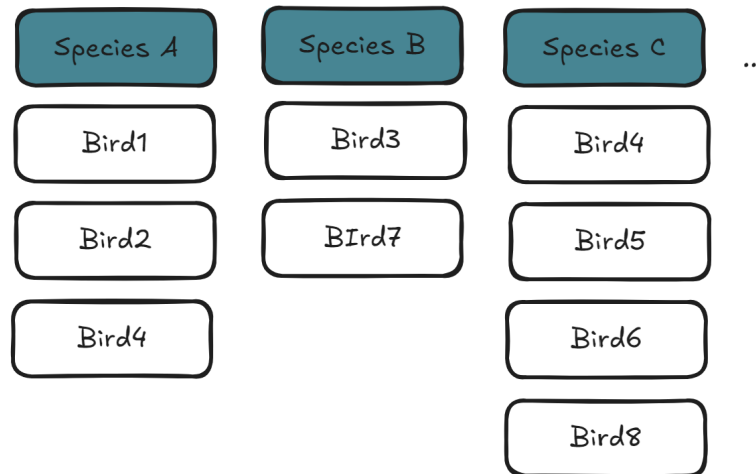 Species A
Species B
Species C
..
Bird1
Bird3
Bird4
Bird2
BIrd7
Bird5
Bird4
Bird6
Bird8